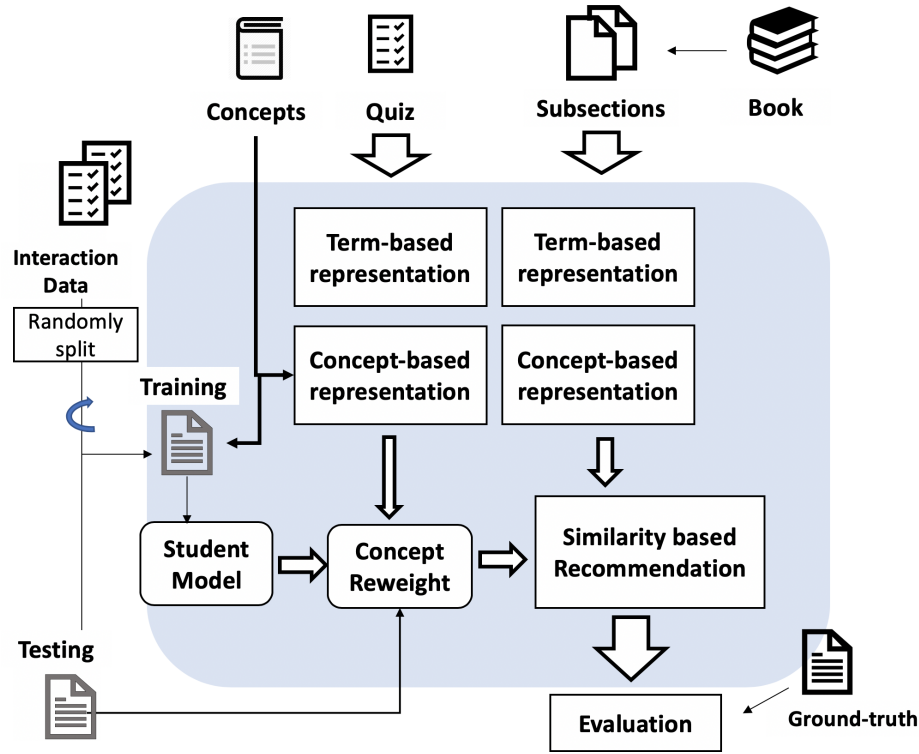 Concepts
Quiz
Subsections
Book
Interaction
Data
Randomly
split
Term-based
representation
Term-based
representation
Concept-based
representation
Concept-based
representation
Training
Student
Model
Concept
Reweight
Similarity based
Recommendation
Testing
Evaluation
Ground-truth